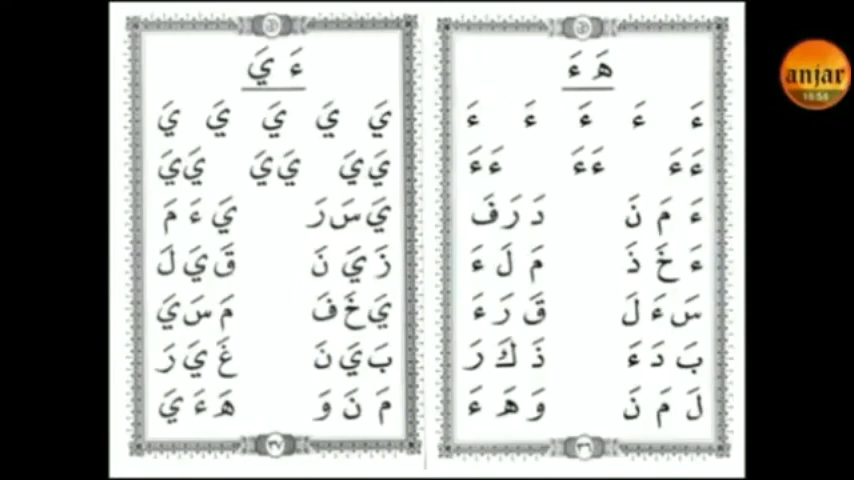 هَ ءَ
ءَ ءَ ءَ ءَ ءَ
ءَ ءَ ءَ ءَ ءَ ءَ
ءَ مَ نَ دَ رَ فَ
ءَ خَ ذَ مَ لَ ءَ
سَ ءَ لَ قَ رَ ءَ
بَ دَ ءَ ذَ كَ رَ
لَ مَ نَ وَ هَ ءَ
٣٦
ءَ يَ
يَ يَ يَ يَ يَ
يَ يَ يَ يَ يَ يَ
يَ سَ رَ يَ ءَ مَ
زَ يَ نَ قَ يَ لَ
يَ خَ فَ مَ سَ يَ
بَ يَ نَ غَ يَ رَ
مَ نَ وَ هَ ءَ يَ
٣٧
anjar